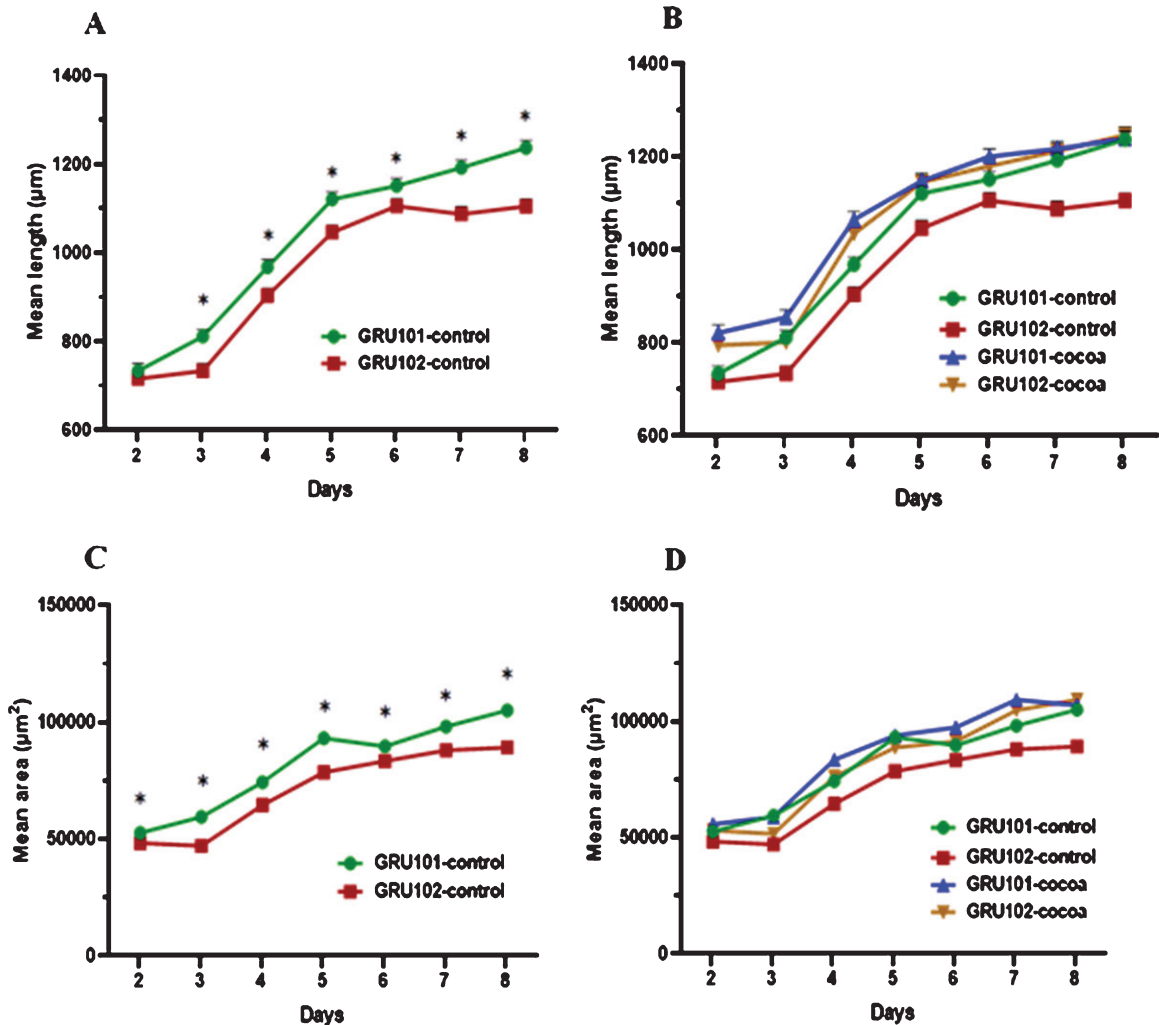 A
1400
1200
1000
800
600
Mean length (µm)
* * * * * *
GRU101-control
GRU102-control
2 3 4 5 6 7 8
Days
B
1400
1200
1000
800
600
Mean length (µm)
GRU101-control
GRU102-control
GRU101-cocoa
GRU102-cocoa
2 3 4 5 6 7 8
Days
C
150000
100000
50000
0
Mean area (µm²)
* * * * * * *
GRU101-control
GRU102-control
2 3 4 5 6 7 8
Days
D
150000
100000
50000
0
Mean area (µm²)
GRU101-control
GRU102-control
GRU101-cocoa
GRU102-cocoa
2 3 4 5 6 7 8
Days